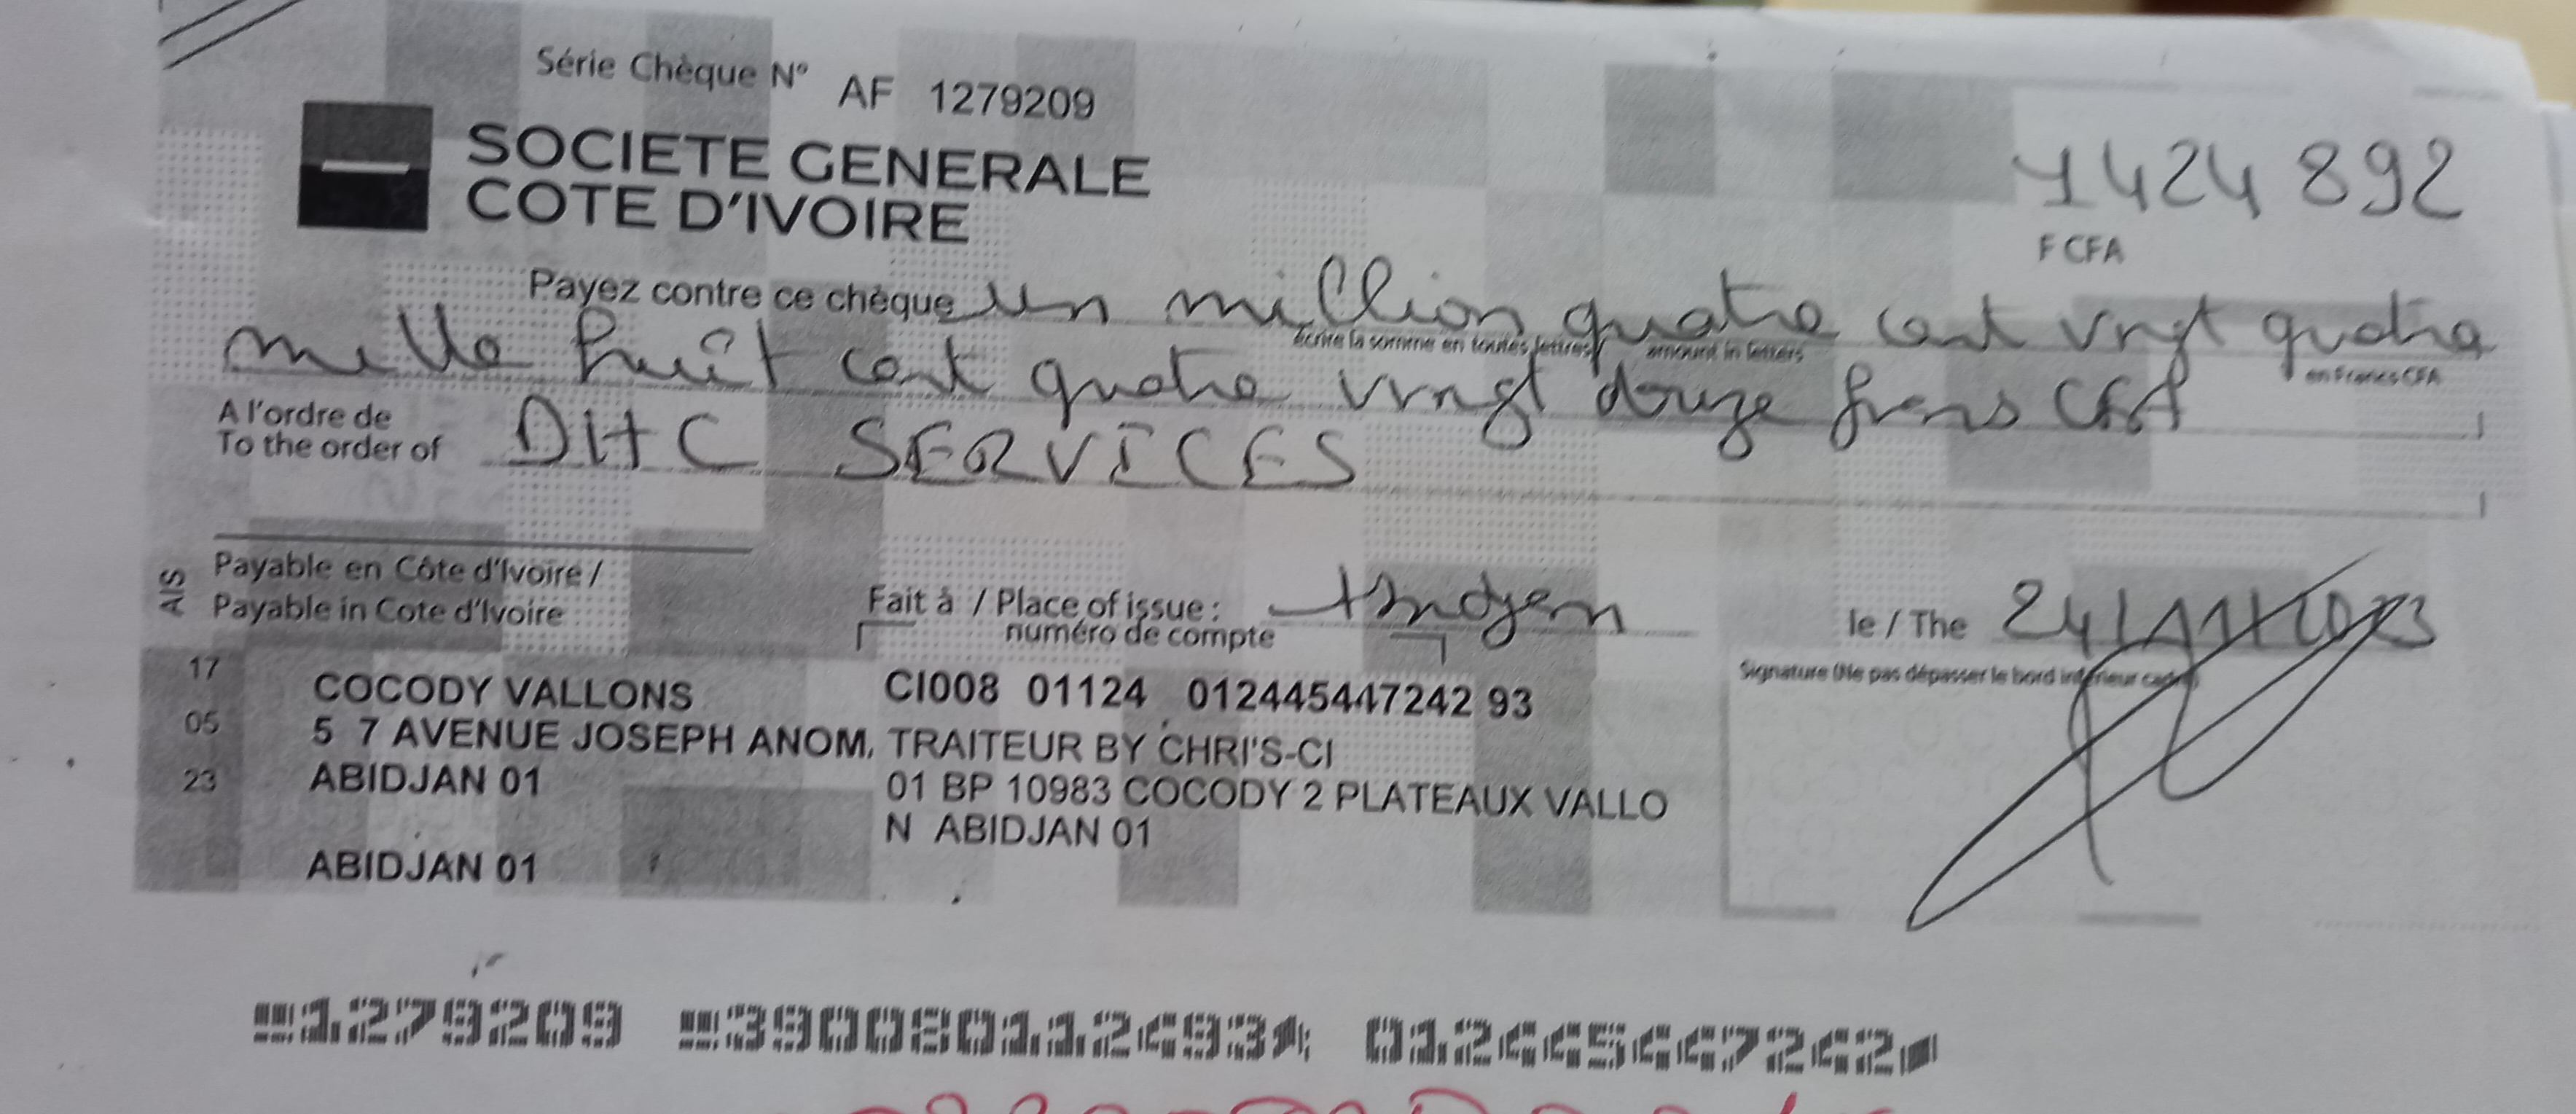 Série Chèque N° AF 1279209
SOCIETE GENERALE
COTE D'IVOIRE
1424 892
F CFA
Payez contre ce chèque un million quatre cent vingt quatre
écrire la somme en toutes lettres / amount in letters
en Francs CFA
mille huit cent quatre vingt douze francs CFA
A l'ordre de
To the order of DHC SERVICES
Payable en Côte d'Ivoire /
Payable in Cote d'Ivoire
AIS
Fait à / Place of issue :
numéro de compte
le / The 24/11/2023
Signature (Ne pas dépasser le bord intérieur cadre)
17
05
23
COCODY VALLONS
5 7 AVENUE JOSEPH ANOM.
ABIDJAN 01
ABIDJAN 01
CI008 01124 012445447242 93
TRAITEUR BY CHRI'S-CI
01 BP 10983 COCODY 2 PLATEAUX VALLO
N ABIDJAN 01
1279209 390080112493 012445447242